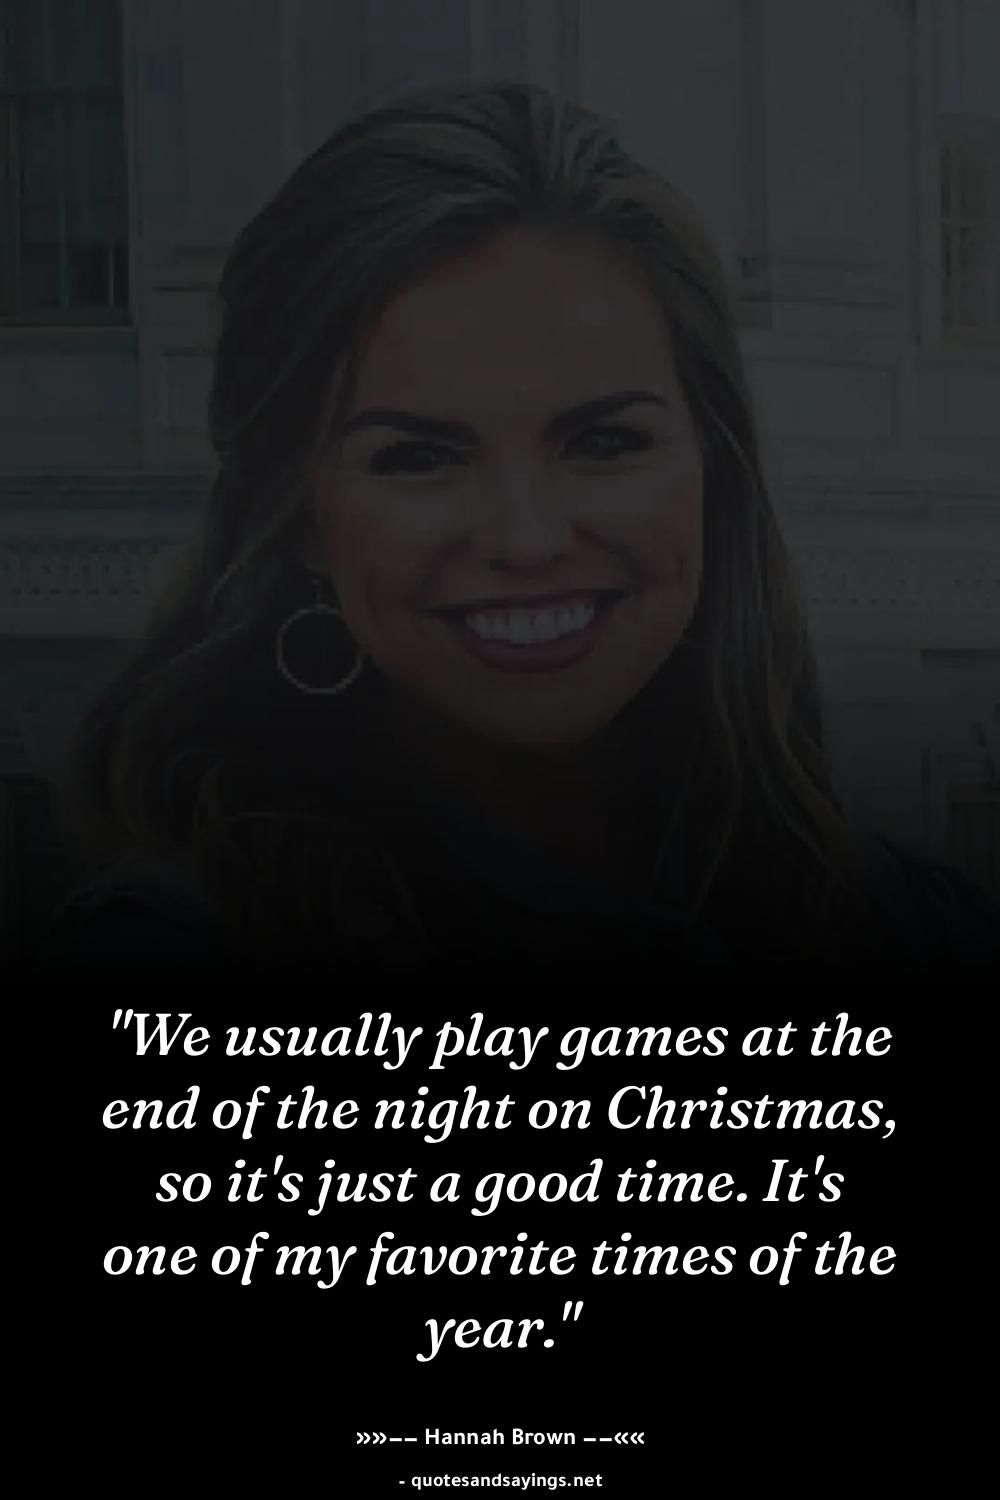 "We usually play games at the
end of the night on Christmas,
so it's just a good time. It's
one of my favorite times of the
year."
»»–– Hannah Brown ––««
- quotesandsayings.net